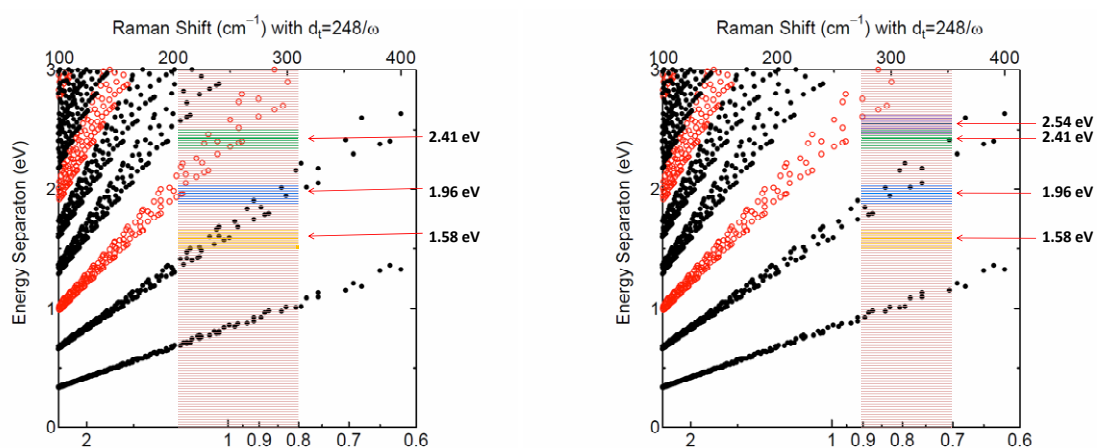 Raman Shift (cm⁻¹) with dₜ=248/ω
100 200 300 400
3
2
1
0
Energy Separaton (eV)
2.41 eV
1.96 eV
1.58 eV
2 1 0.9 0.8 0.7 0.6
Raman Shift (cm⁻¹) with dₜ=248/ω
100 200 300 400
3
2
1
0
Energy Separaton (eV)
2.54 eV
2.41 eV
1.96 eV
1.58 eV
2 1 0.9 0.8 0.7 0.6